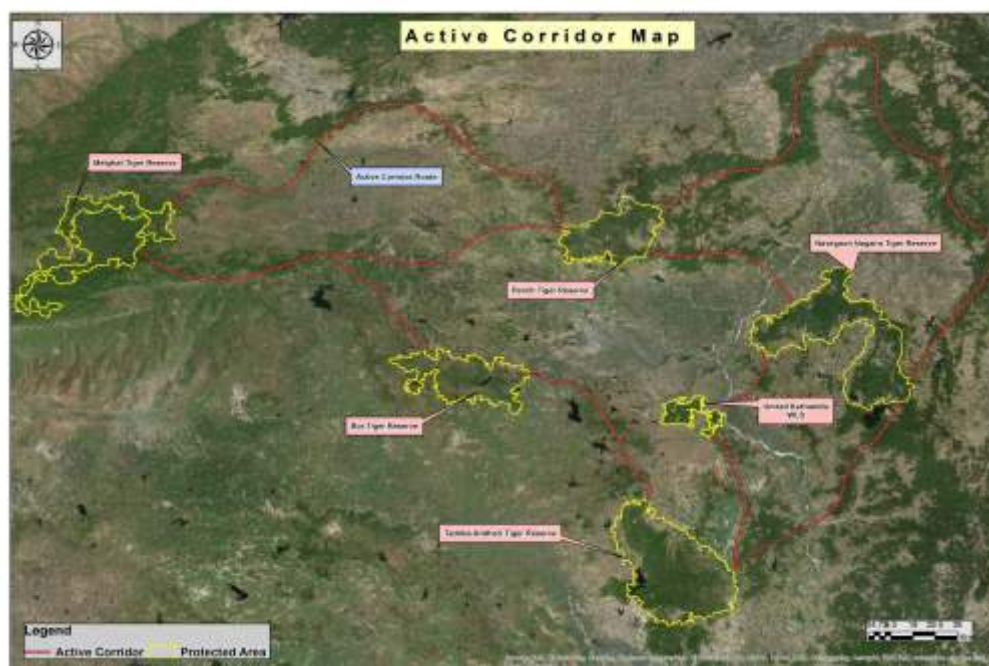 Active Corridor Map
Melghat Tiger Reserve
Active Corridor Route
Nawegaon Nagzira Tiger Reserve
Pench Tiger Reserve
Umred Karhandla
WLS
Bor Tiger Reserve
Tadoba Andhari Tiger Reserve
Legend
Active Corridor
Protected Area